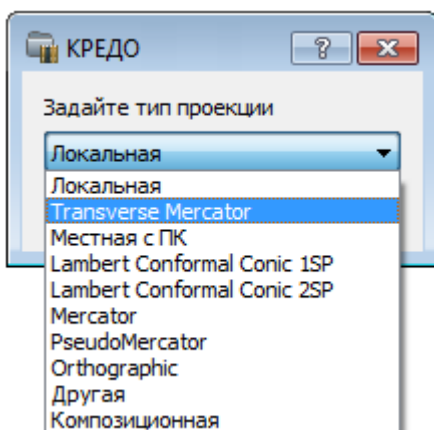 КРЕДО
Задайте тип проекции
Локальная
Локальная
Transverse Mercator
Местная с ПК
Lambert Conformal Conic 1SP
Lambert Conformal Conic 2SP
Mercator
PseudoMercator
Orthographic
Другая
Композиционная